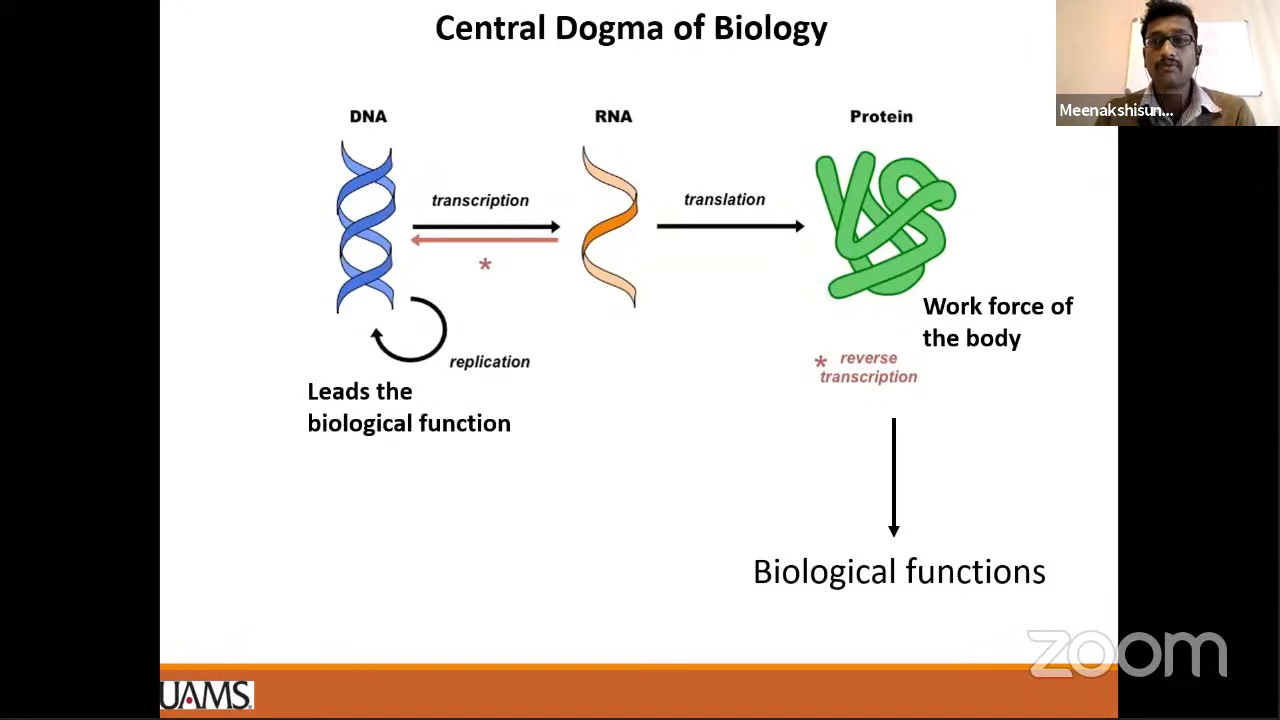 Central Dogma of Biology
Meenakshisun...
DNA
RNA
Protein
transcription
translation
*
replication
Work force of
the body
* reverse
transcription
Leads the
biological function
Biological functions
zoom
UAMS